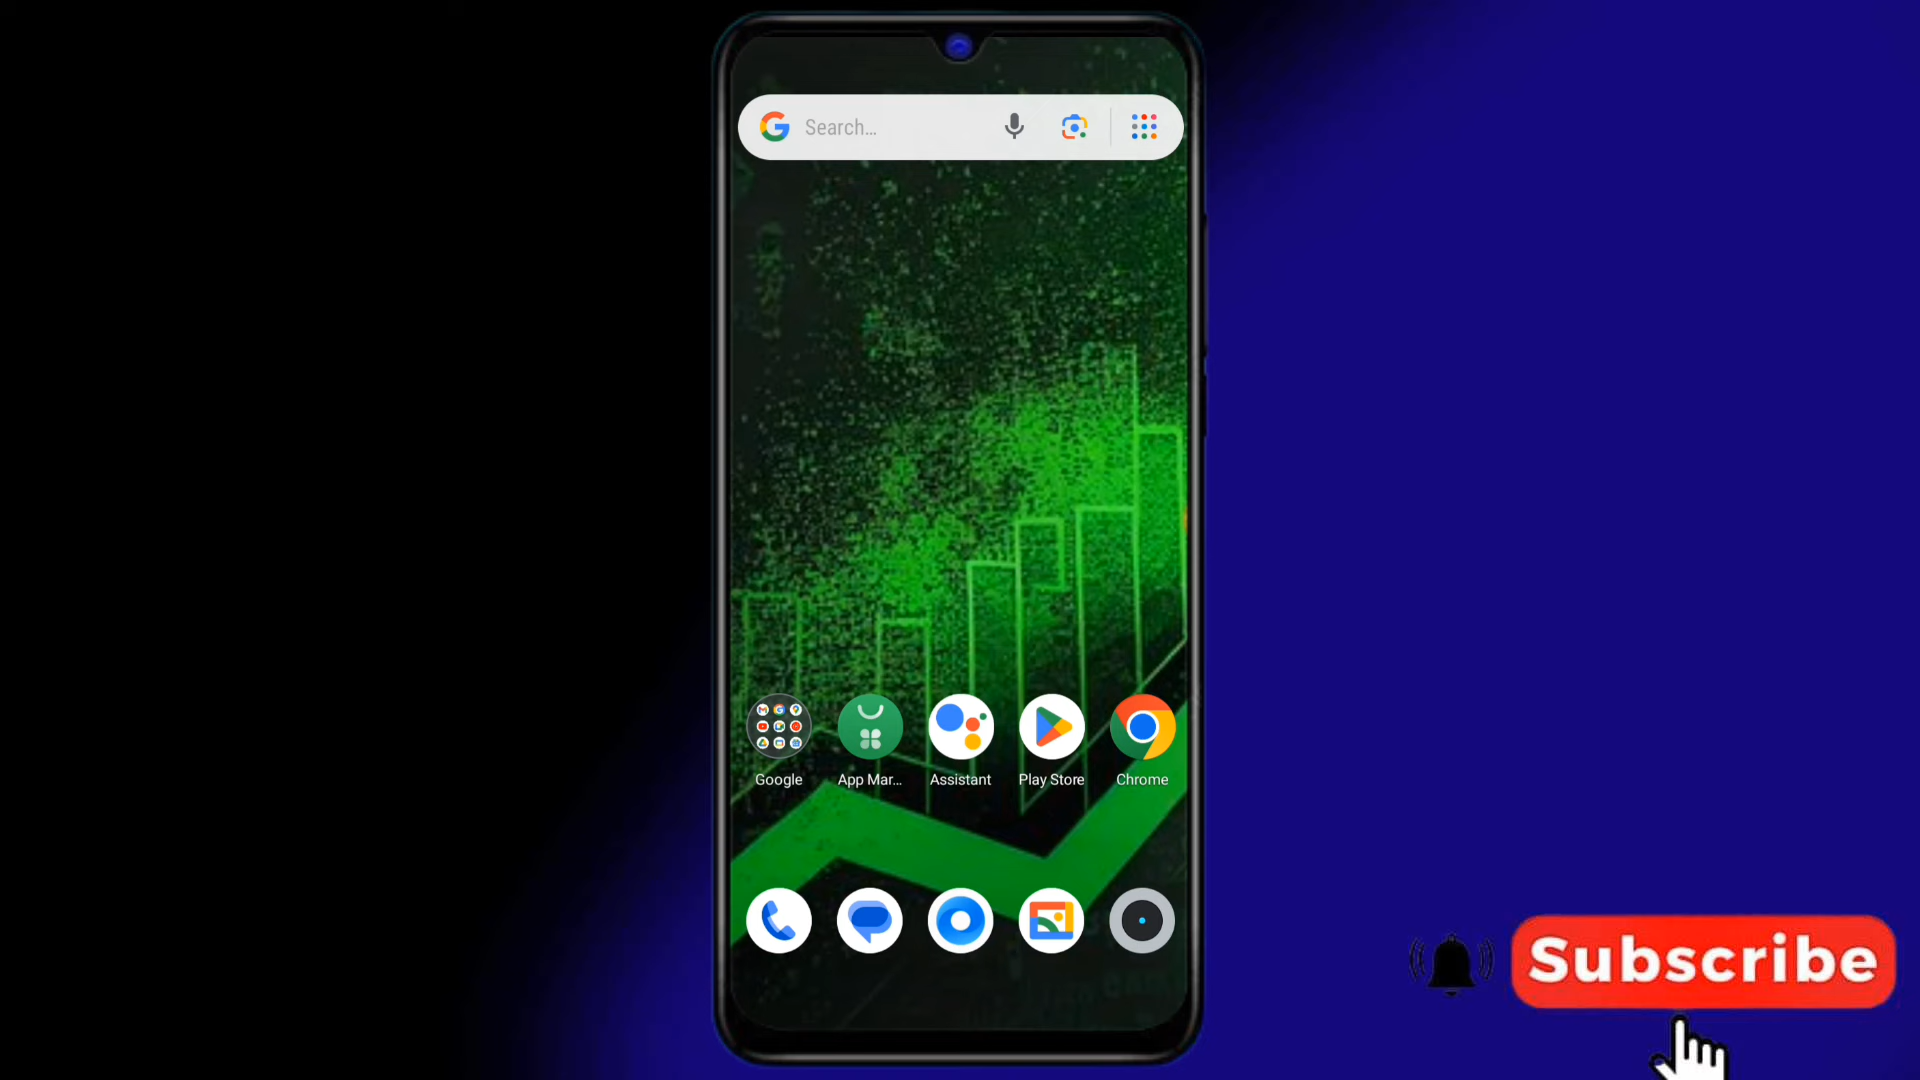 Search...
Google
App Mar...
Assistant
Play Store
Chrome
Subscribe